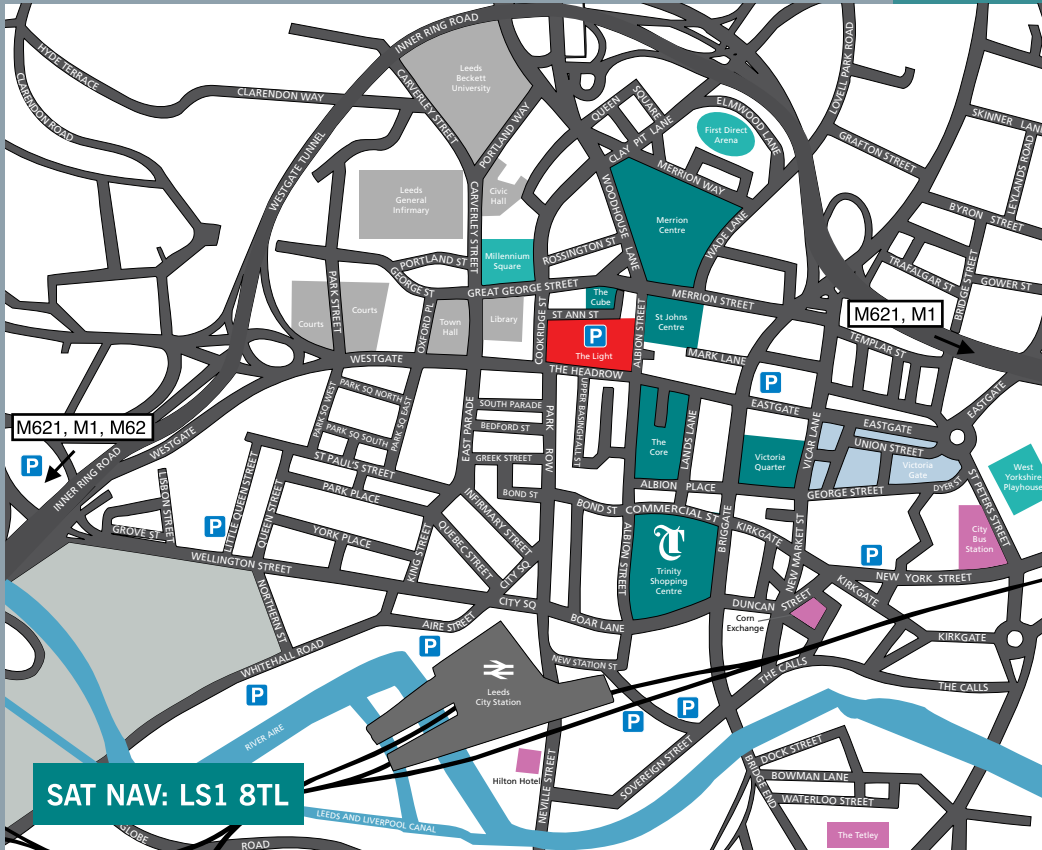 INNER RING ROAD
HYDE TERRACE
CLARENDON ROAD
CLARENDON WAY
CARVERLEY STREET
Leeds
Beckett
University
PORTLAND WAY
QUEEN
SQUARE
CLAY PIT LANE
ELMWOOD LANE
First Direct
Arena
LOVELL PARK ROAD
SKINNER LANE
GRAFTON STREET
LEYLANDS ROAD
BYRON STREET
WESTGATE TUNNEL
Leeds
General
Infirmary
Civic
Hall
CARVERLEY STREET
WOODHOUSE LANE
MERRION WAY
Merrion
Centre
WADE LANE
TRAFALGAR ST
BRIDGE STREET
GOWER ST
PORTLAND ST
Millennium
Square
ROSSINGTON ST
GEORGE ST
GREAT GEORGE STREET
MERRION STREET
PARK STREET
Courts
Courts
OXFORD PL
Town
Hall
Library
COOKRIDGE ST
The
Cube
ST ANN ST
P
The Light
ALBION STREET
St Johns
Centre
M621, M1
TEMPLAR ST
WESTGATE
THE HEADROW
MARK LANE
P
EASTGATE
EASTGATE
EASTGATE
PARK SQ NORTH
PARK SQ WEST
PARK SQ EAST
PARK SQ SOUTH
EAST PARADE
SOUTH PARADE
BEDFORD ST
GREEK STREET
PARK ROW
UPPER BASINGHALL ST
The
Core
LANDS LANE
Victoria
Quarter
VICAR LANE
UNION STREET
Victoria
Gate
GEORGE STREET
DYER ST
ST PETERS STREET
West
Yorkshire
Playhouse
M621, M1, M62
P
WESTGATE
INNER RING ROAD
LISBON STREET
GROVE ST
P
LITTLE QUEEN STREET
QUEEN STREET
ST PAUL'S STREET
PARK PLACE
YORK PLACE
KING STREET
QUEBEC STREET
INFIRMARY STREET
CITY SQ
BOND ST
BOND ST
ALBION PLACE
COMMERCIAL ST
BRIGGATE
KIRKGATE
NEW MARKET ST
City
Bus
Station
P
NEW YORK STREET
WELLINGTON STREET
NORTHERN ST
WHITEHALL ROAD
AIRE STREET
CITY SQ
BOAR LANE
ALBION STREET
Trinity
Shopping
Centre
DUNCAN STREET
Corn
Exchange
KIRKGATE
KIRKGATE
THE CALLS
THE CALLS
P
P
NEW STATION ST
Leeds
City Station
P
P
RIVER AIRE
Hilton Hotel
NEVILLE STREET
SOVEREIGN STREET
BRIDGE END
DOCK STREET
BOWMAN LANE
WATERLOO STREET
The Tetley
SAT NAV: LS1 8TL
LEEDS AND LIVERPOOL CANAL
GLOBE
ROAD